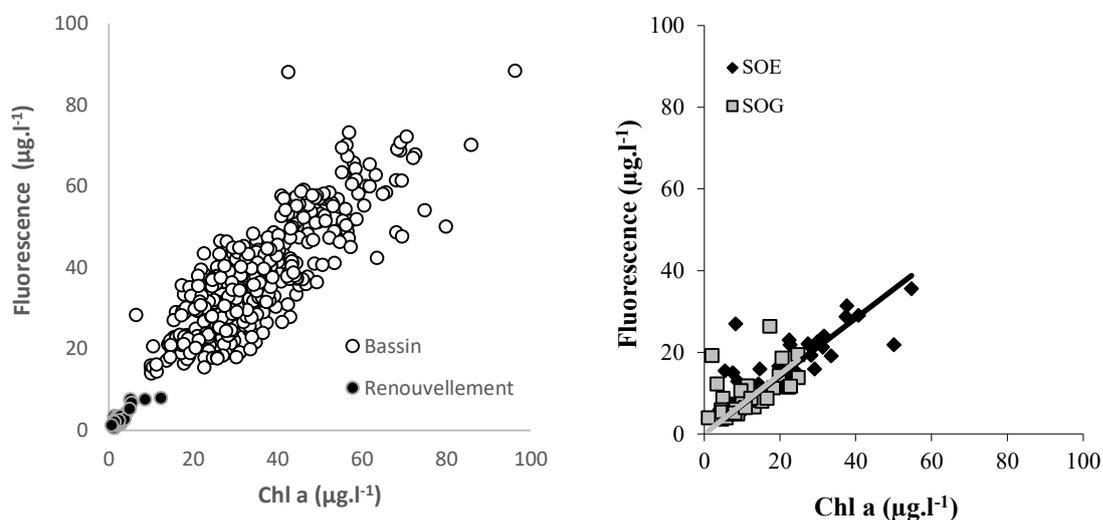 100
80
60
40
20
0
Fluorescence (µg.l-1)
Bassin
Renouvellement
0 20 40 60 80 100
Chl a (µg.l-1)
100
80
60
40
20
0
Fluorescence (µg.l-1)
SOE
SOG
0 20 40 60 80 100
Chl a (µg.l-1)